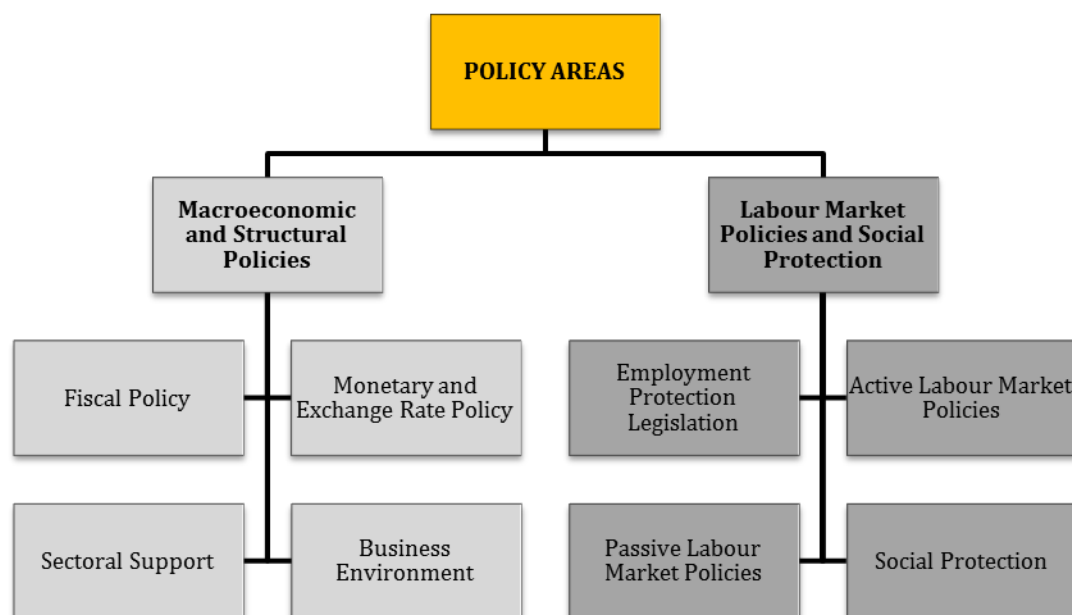 POLICY AREAS
Macroeconomic
and Structural
Policies
Labour Market
Policies and Social
Protection
Fiscal Policy
Monetary and
Exchange Rate Policy
Employment
Protection
Legislation
Active Labour Market
Policies
Sectoral Support
Business
Environment
Passive Labour
Market Policies
Social Protection